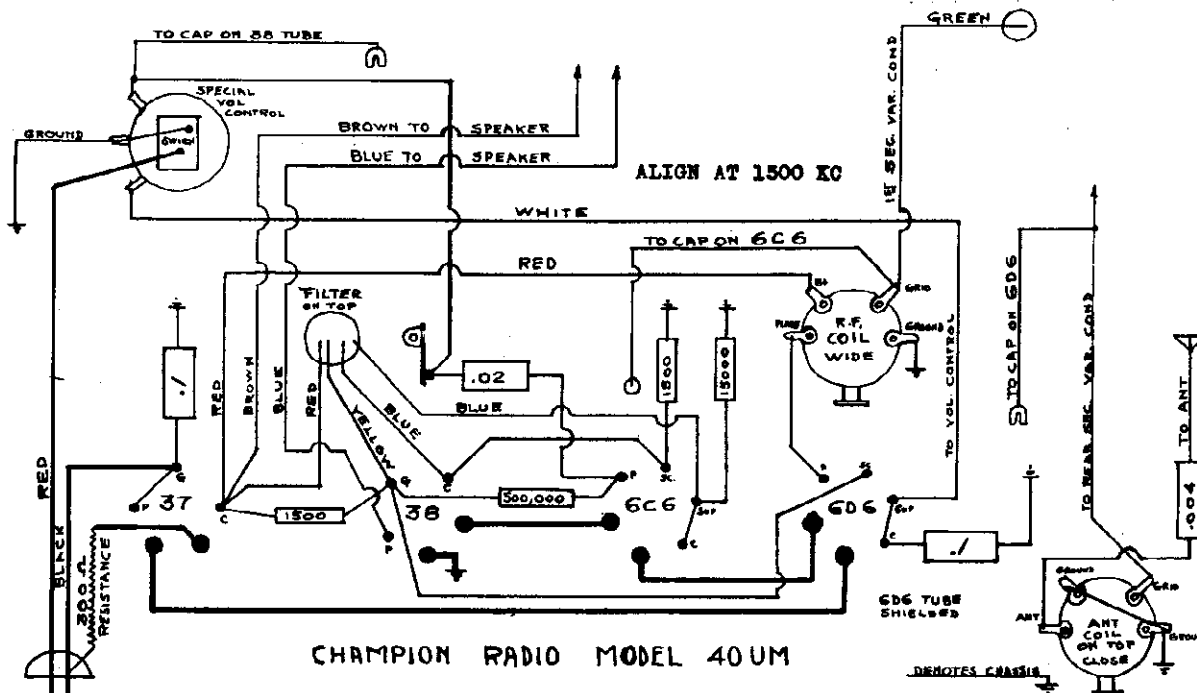 GREEN
TO CAP ON 38 TUBE
SPECIAL
VOL
CONTROL
GROUND
SWITCH
BROWN TO SPEAKER
BLUE TO SPEAKER
ALIGN AT 1500 KC
1ST SEC. VAR. COND
WHITE
TO CAP ON 6C6
RED
FILTER
ON TOP
B+
GRID
PLATE
GROUND
R.F.
COIL
WIDE
TO CAP ON 6D6
TO REAR SEC. VAR. COND
TO ANT
TO VOL. CONTROL
.1
RED
BROWN
BLUE
RED
YELLOW
BLUE
.02
BLUE
1500
15000
.004
RED
BLACK
G
P
37
C
1500
G
38
P
C
500,000
P
6C6
SC.
SUP
C
P
SC
6D6
SUP
C
.1
300 Ω
RESISTANCE
6D6 TUBE
SHIELDED
GROUND
GRID
ANT
GROUND
ANT
COIL
ON TOP
CLOSE
CHAMPION RADIO MODEL 40UM
DENOTES CHASSIS